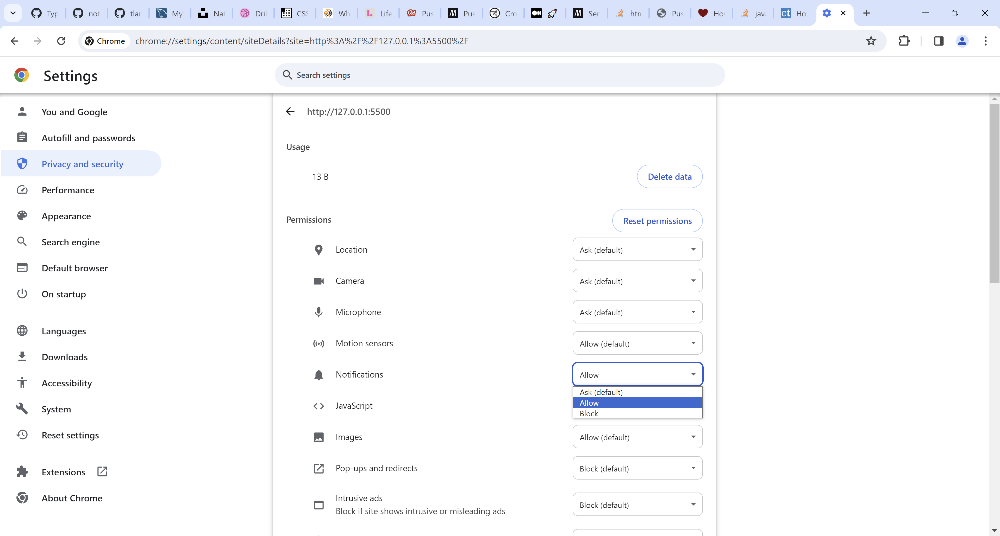 Typ
not
tlar
My
Nat
Dril
CSS
Wh
Life
Pus
Pus
Cro
Ser
htn
Pus
Ho
java
Ho
Chrome
chrome://settings/content/siteDetails?site=http%3A%2F%2F127.0.0.1%3A5500%2F
Settings
Search settings
You and Google
Autofill and passwords
Privacy and security
Performance
Appearance
Search engine
Default browser
On startup
Languages
Downloads
Accessibility
System
Reset settings
Extensions
About Chrome
http://127.0.0.1:5500
Usage
13 B
Delete data
Permissions
Reset permissions
Location
Ask (default)
Camera
Ask (default)
Microphone
Ask (default)
Motion sensors
Allow (default)
Notifications
Allow
Ask (default)
Allow
Block
JavaScript
Images
Allow (default)
Pop-ups and redirects
Block (default)
Intrusive ads
Block if site shows intrusive or misleading ads
Block (default)